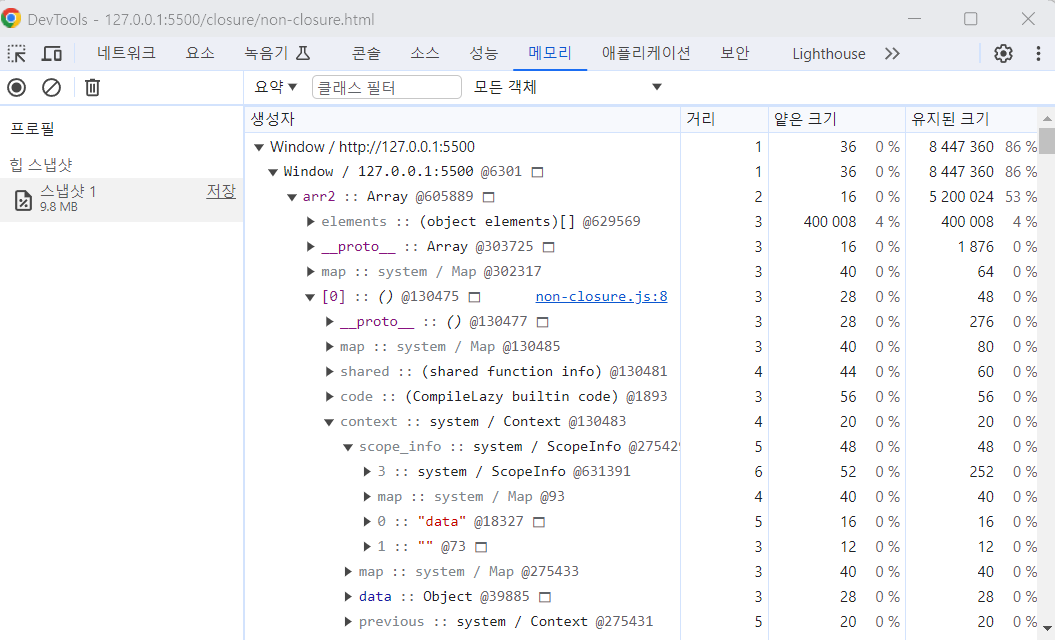 DevTools - 127.0.0.1:5500/closure/non-closure.html
네트워크 요소 녹음기 콘솔 소스 성능 메모리 애플리케이션 보안 Lighthouse
요약 클래스 필터 모든 객체
프로필
힙 스냅샷
스냅샷 1 저장
9.8 MB
생성자 거리 얕은 크기 유지된 크기
Window / http://127.0.0.1:5500 1 36 0 % 8 447 360 86 %
Window / 127.0.0.1:5500 @6301 1 36 0 % 8 447 360 86 %
arr2 :: Array @605889 2 16 0 % 5 200 024 53 %
elements :: (object elements)[] @629569 3 400 008 4 % 400 008 4 %
__proto__ :: Array @303725 3 16 0 % 1 876 0 %
map :: system / Map @302317 3 40 0 % 64 0 %
[0] :: () @130475 non-closure.js:8 3 28 0 % 48 0 %
__proto__ :: () @130477 3 28 0 % 276 0 %
map :: system / Map @130485 3 40 0 % 80 0 %
shared :: (shared function info) @130481 4 44 0 % 60 0 %
code :: (CompileLazy builtin code) @1893 3 56 0 % 56 0 %
context :: system / Context @130483 4 20 0 % 20 0 %
scope_info :: system / ScopeInfo @27542 5 48 0 % 48 0 %
3 :: system / ScopeInfo @631391 6 52 0 % 252 0 %
map :: system / Map @93 4 40 0 % 40 0 %
0 :: "data" @18327 5 16 0 % 16 0 %
1 :: "" @73 3 12 0 % 12 0 %
map :: system / Map @275433 3 40 0 % 40 0 %
data :: Object @39885 3 28 0 % 28 0 %
previous :: system / Context @275431 5 20 0 % 20 0 %